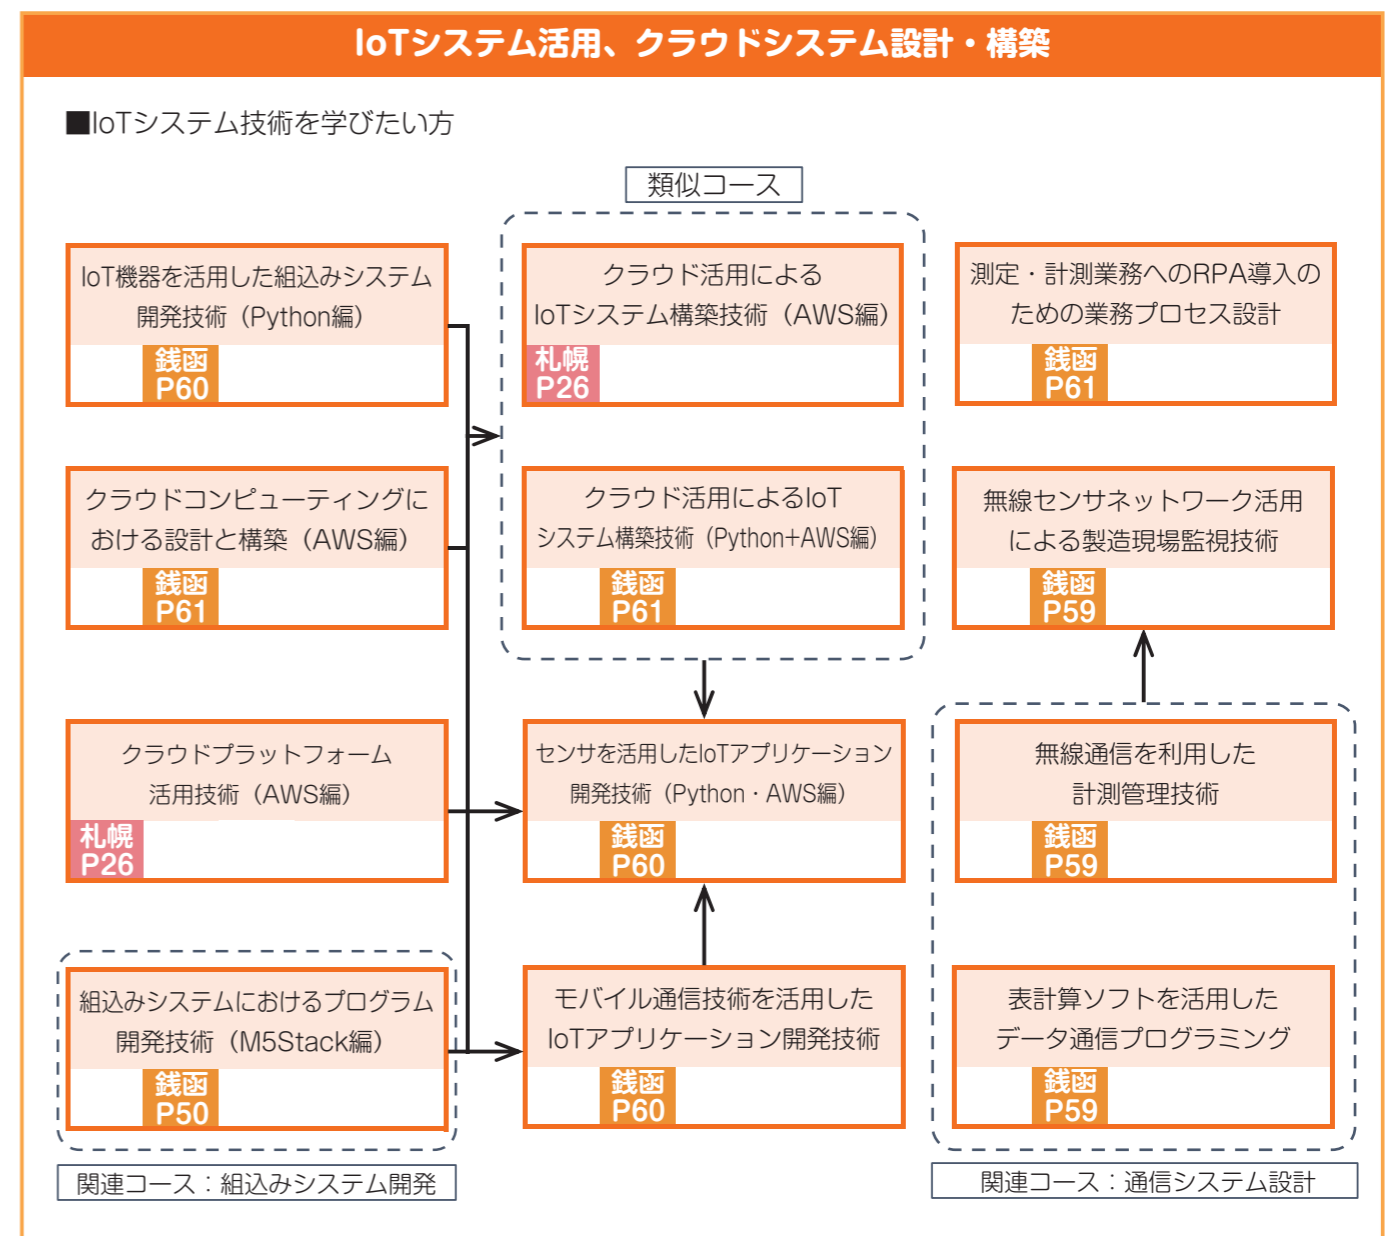 IoTシステム活用、クラウドシステム設計・構築
■IoTシステム技術を学びたい方
類似コース
IoT機器を活用した組込みシステム
開発技術（Python編）
銭函
P60
クラウド活用による
IoTシステム構築技術（AWS編）
札幌
P26
測定・計測業務へのRPA導入の
ための業務プロセス設計
銭函
P61
クラウドコンピューティングに
おける設計と構築（AWS編）
銭函
P61
クラウド活用によるIoT
システム構築技術（Python+AWS編）
銭函
P61
無線センサネットワーク活用
による製造現場監視技術
銭函
P59
クラウドプラットフォーム
活用技術（AWS編）
札幌
P26
センサを活用したIoTアプリケーション
開発技術（Python・AWS編）
銭函
P60
無線通信を利用した
計測管理技術
銭函
P59
組込みシステムにおけるプログラム
開発技術（M5Stack編）
銭函
P50
モバイル通信技術を活用した
IoTアプリケーション開発技術
銭函
P60
表計算ソフトを活用した
データ通信プログラミング
銭函
P59
関連コース：組込みシステム開発
関連コース：通信システム設計